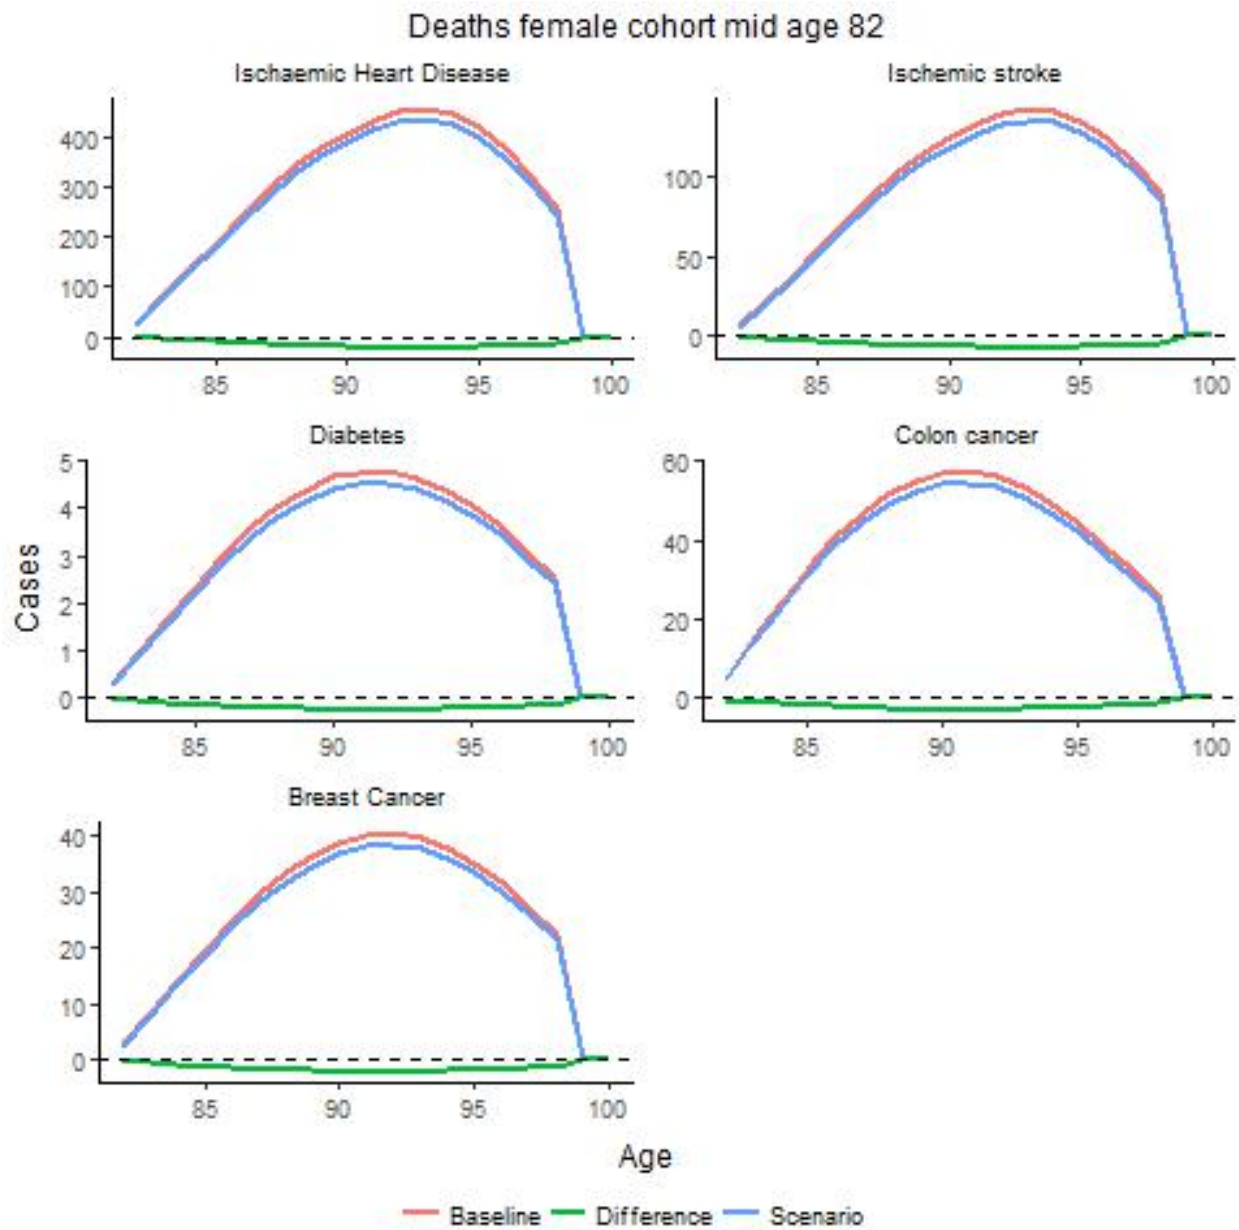 Deaths female cohort mid age 82
Ischaemic Heart Disease
400
300
200
100
0
85 90 95 100
Ischemic stroke
100
50
0
85 90 95 100
Diabetes
5
4
3
2
1
0
85 90 95 100
Colon cancer
60
40
20
0
85 90 95 100
Breast Cancer
40
30
20
10
0
85 90 95 100
Cases
Age
Baseline Difference Scenario